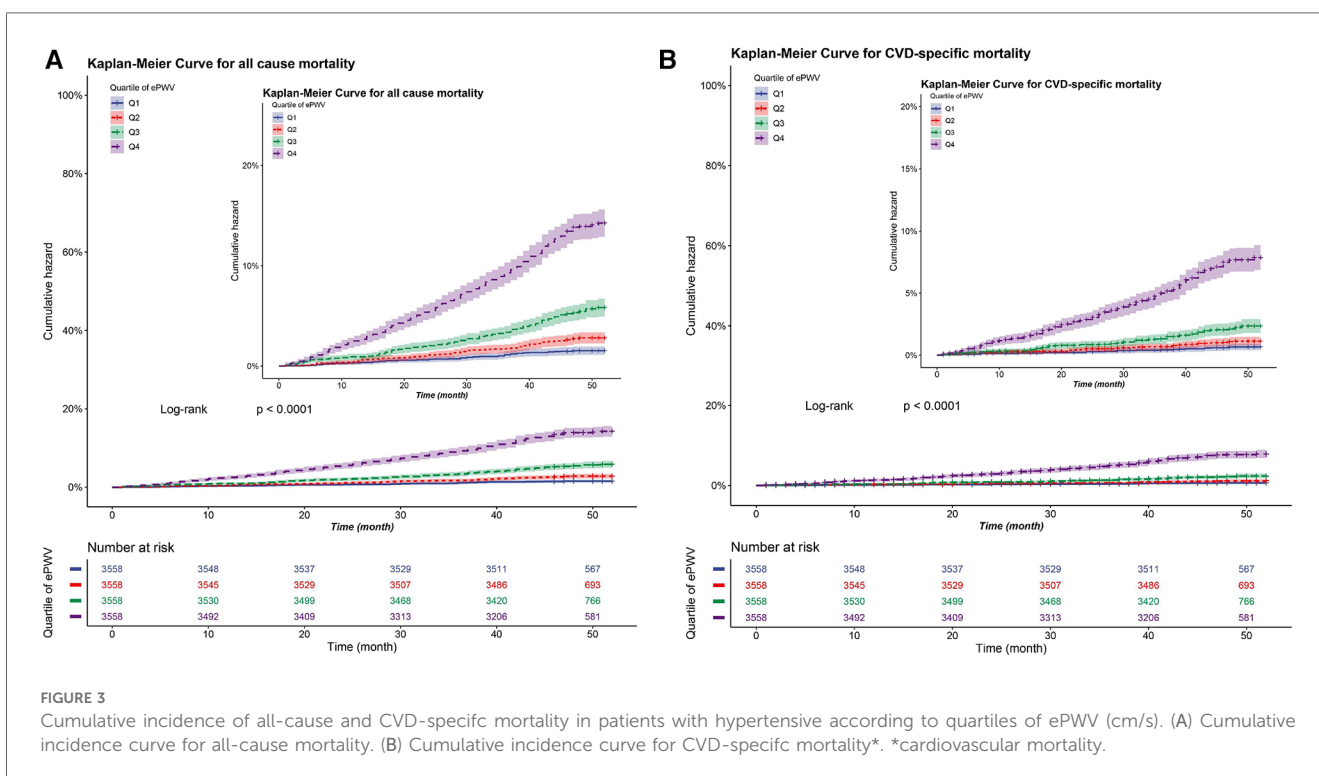 A
Kaplan-Meier Curve for all cause mortality
Quartile of ePWV
Q1
Q2
Q3
Q4
100%
80%
60%
40%
20%
0%
Cumulative hazard
Kaplan-Meier Curve for all cause mortality
Quartile of ePWV
Q1
Q2
Q3
Q4
20%
10%
0%
Cumulative hazard
0 10 20 30 40 50
Time (month)
Log-rank p < 0.0001
0 10 20 30 40 50
Time (month)
Number at risk
Quartile of ePWV
3558 3548 3537 3529 3511 567
3558 3545 3529 3507 3486 693
3558 3530 3499 3468 3420 766
3558 3492 3409 3313 3206 581
0 10 20 30 40 50
Time (month)
B
Kaplan-Meier Curve for CVD-specific mortality
Quartile of ePWV
Q1
Q2
Q3
Q4
100%
80%
60%
40%
20%
0%
Cumulative hazard
Kaplan-Meier Curve for CVD-specific mortality
Quartile of ePWV
Q1
Q2
Q3
Q4
20%
15%
10%
5%
0%
Cumulative hazard
0 10 20 30 40 50
Time (month)
Log-rank p < 0.0001
0 10 20 30 40 50
Time (month)
Number at risk
Quartile of ePWV
3558 3548 3537 3529 3511 567
3558 3545 3529 3507 3486 693
3558 3530 3499 3468 3420 766
3558 3492 3409 3313 3206 581
0 10 20 30 40 50
Time (month)
FIGURE 3
Cumulative incidence of all-cause and CVD-specifc mortality in patients with hypertensive according to quartiles of ePWV (cm/s). (A) Cumulative
incidence curve for all-cause mortality. (B) Cumulative incidence curve for CVD-specifc mortality*. *cardiovascular mortality.